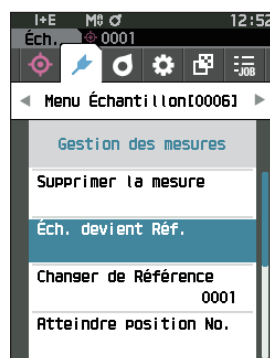 I+E M 12:52
Éch. 0001
JOB
Menu Échantillon[0006]
Gestion des mesures
Supprimer la mesure
Éch. devient Réf.
Changer de Référence
0001
Atteindre position No.